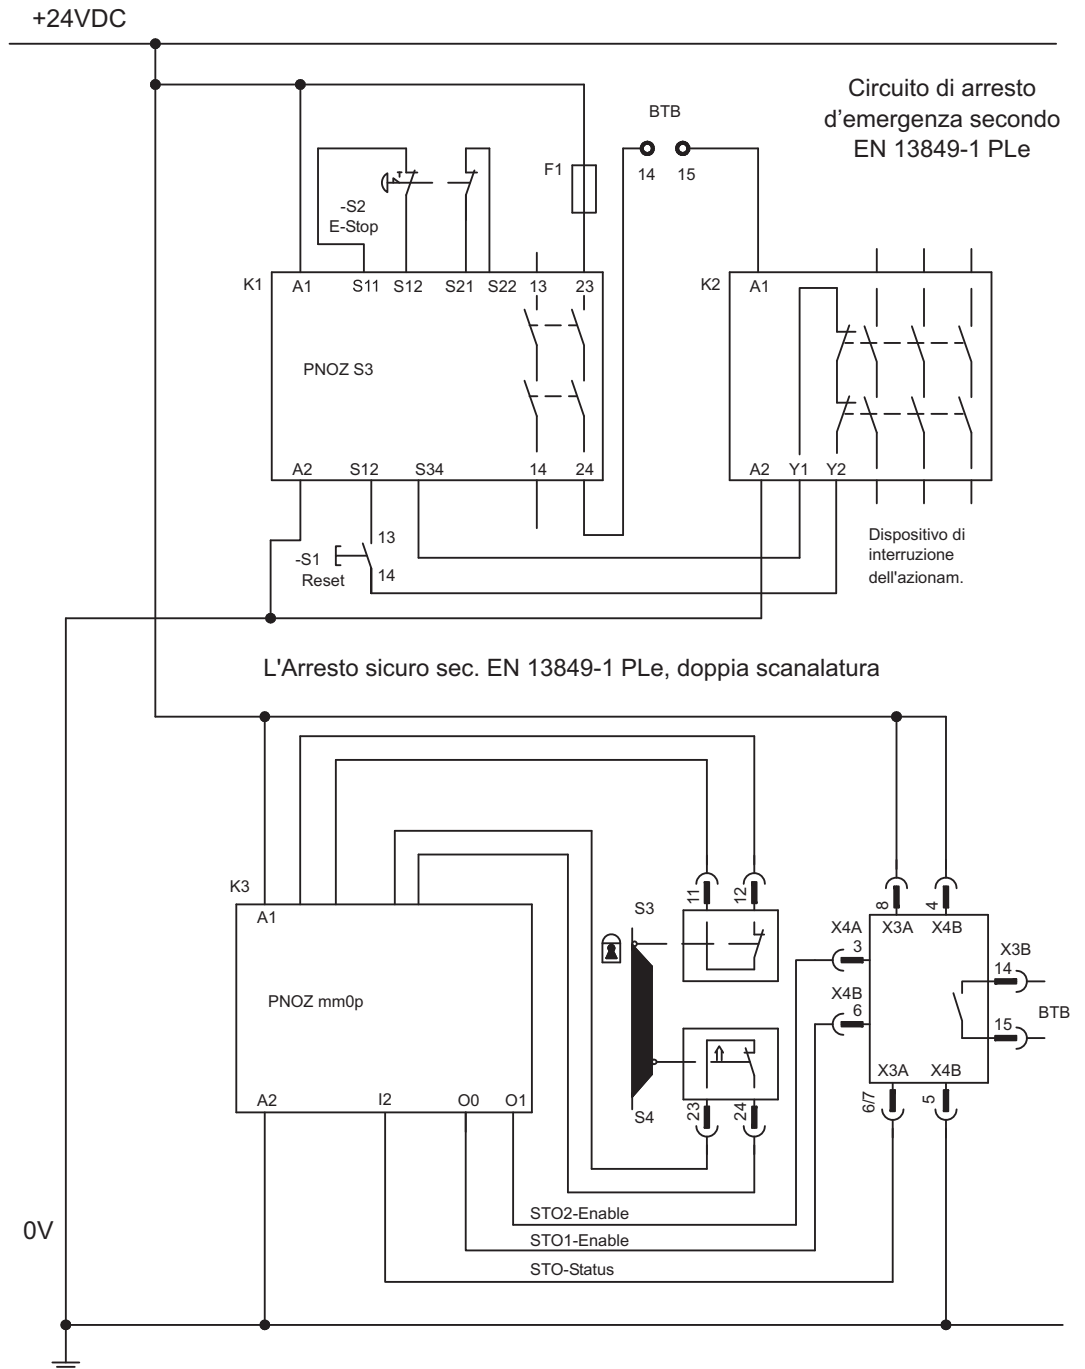 +24VDC
Circuito di arresto
d'emergenza secondo
EN 13849-1 PLe
BTB
14 15
F1
-S2
E-Stop
K1
A1 S11 S12 S21 S22 13 23
PNOZ S3
A2 S12 S34 14 24
K2
A1
A2 Y1 Y2
13
-S1
Reset
14
Dispositivo di
interruzione
dell'azionam.
L'Arresto sicuro sec. EN 13849-1 PLe, doppia scanalatura
K3
A1
PNOZ mm0p
A2 I2 O0 O1
11 12
S3
S4
23 24
8 4
X3A X4B
X4A
3
X4B
6
X3B
14
BTB
15
X3A X4B
6/7 5
STO2-Enable
STO1-Enable
STO-Status
0V